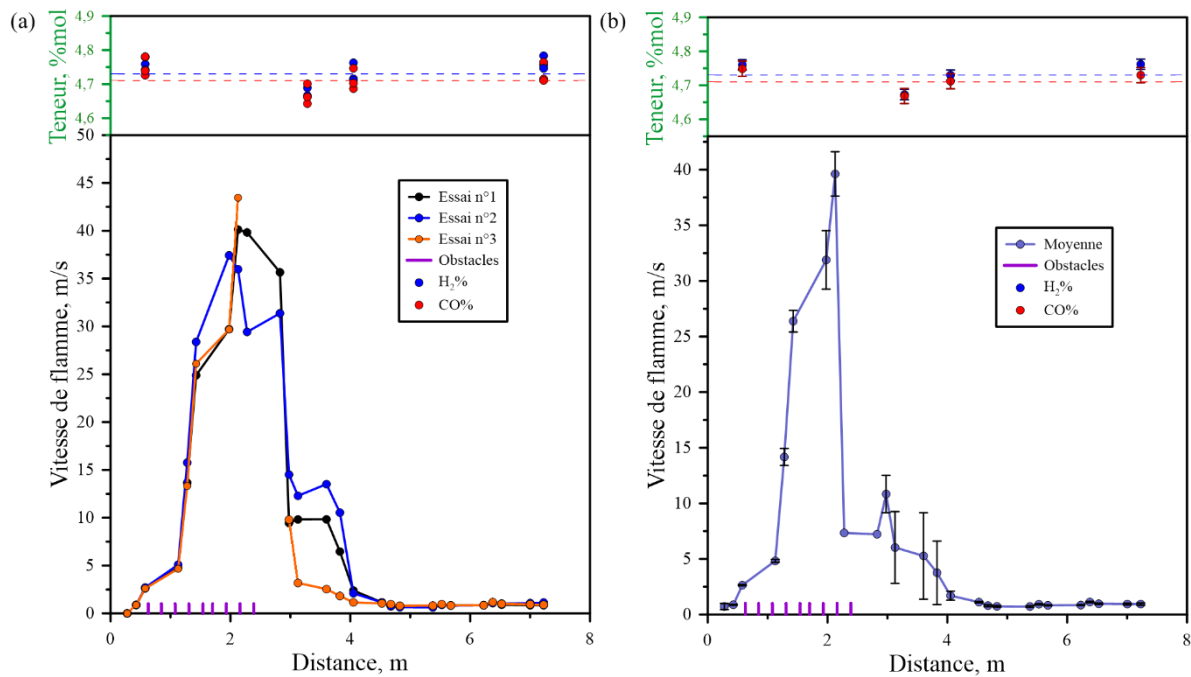 (a)
Teneur, %mol
4,9
4,8
4,7
4,6
Vitesse de flamme, m/s
50
45
40
35
30
25
20
15
10
5
0
Essai n°1
Essai n°2
Essai n°3
Obstacles
H₂%
CO%
0
2
4
6
8
Distance, m
(b)
Teneur, %mol
4,9
4,8
4,7
4,6
Vitesse de flamme, m/s
40
35
30
25
20
15
10
5
0
Moyenne
Obstacles
H₂%
CO%
0
2
4
6
8
Distance, m